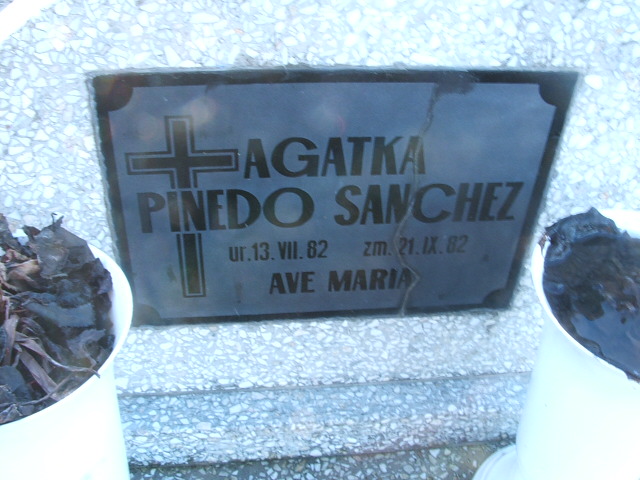 AGATKA
PINEDO SANCHEZ
ur. 13. VII. 82 zm. 21. IX. 82
AVE MARIA